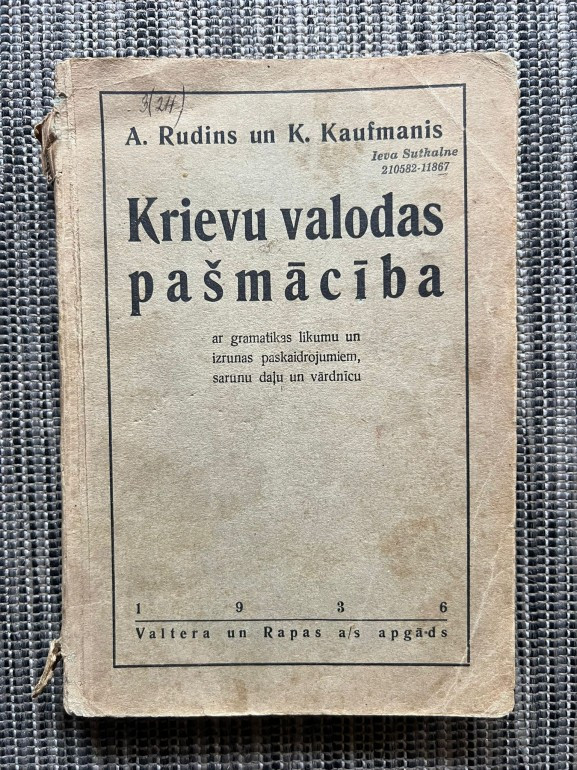 3(24)
A. Rudins un K. Kaufmanis
Ieva Sutkalne
210582-11867
Krievu valodas
pašmācība
ar gramatikas likumu un
izrunas paskaidrojumiem,
sarunu daļu un vārdnīcu
1 9 3 6
Valtera un Rapas a/s apgāds